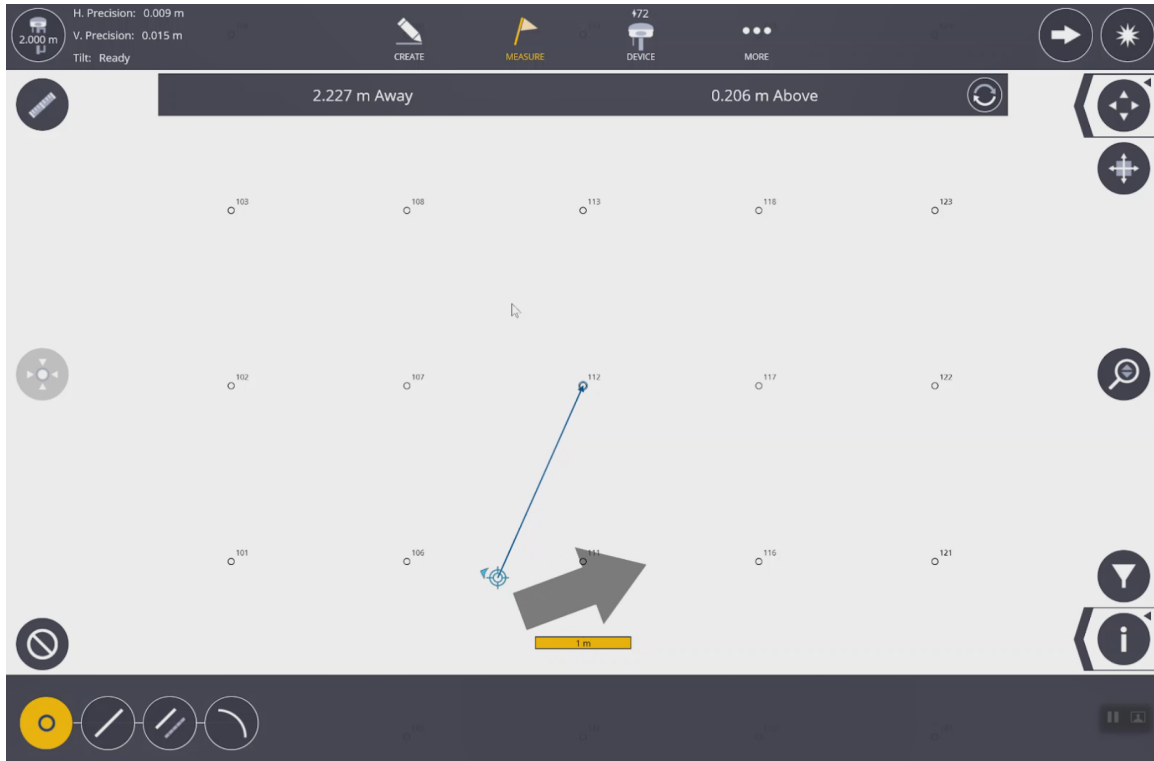 2.000 m
H. Precision: 0.009 m
V. Precision: 0.015 m
Tilt: Ready
CREATE
MEASURE
72
DEVICE
MORE
2.227 m Away
0.206 m Above
103
108
113
118
123
102
107
112
117
122
101
106
111
116
121
1 m
i